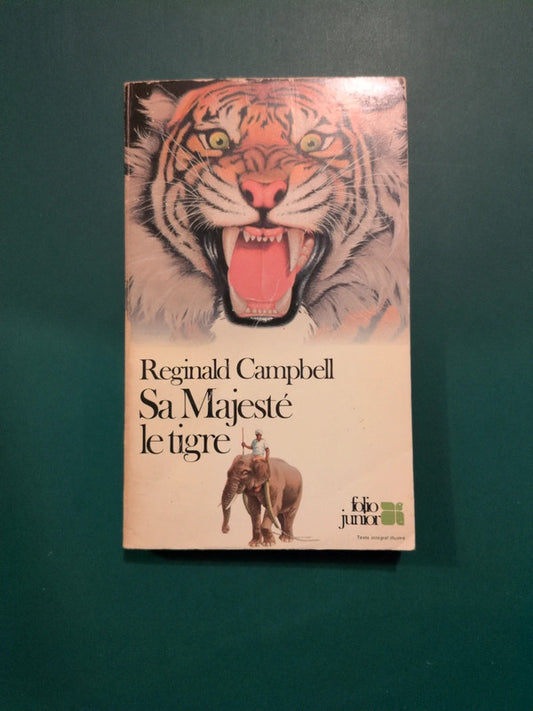 Reginald Campbell
Sa Majesté
le tigre
folio
junior
Texte intégral illustré